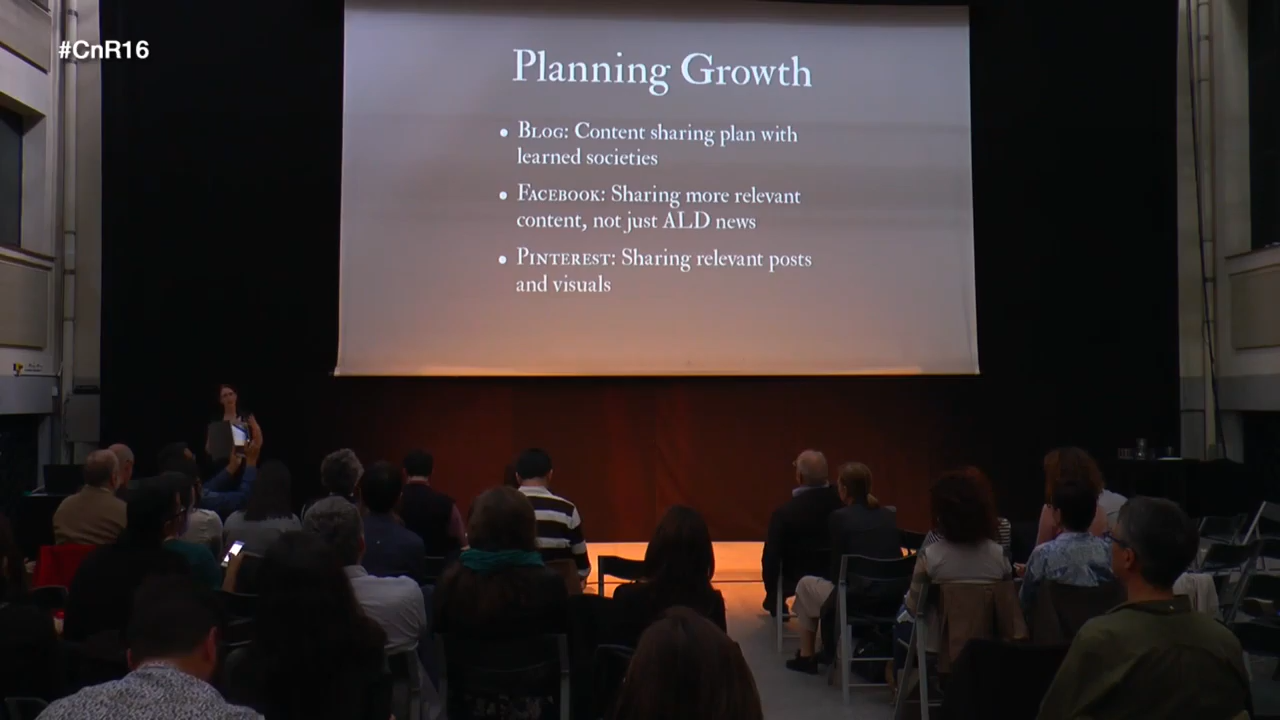 #CnR16
Planning Growth
• Blog: Content sharing plan with
learned societies
• Facebook: Sharing more relevant
content, not just ALD news
• Pinterest: Sharing relevant posts
and visuals